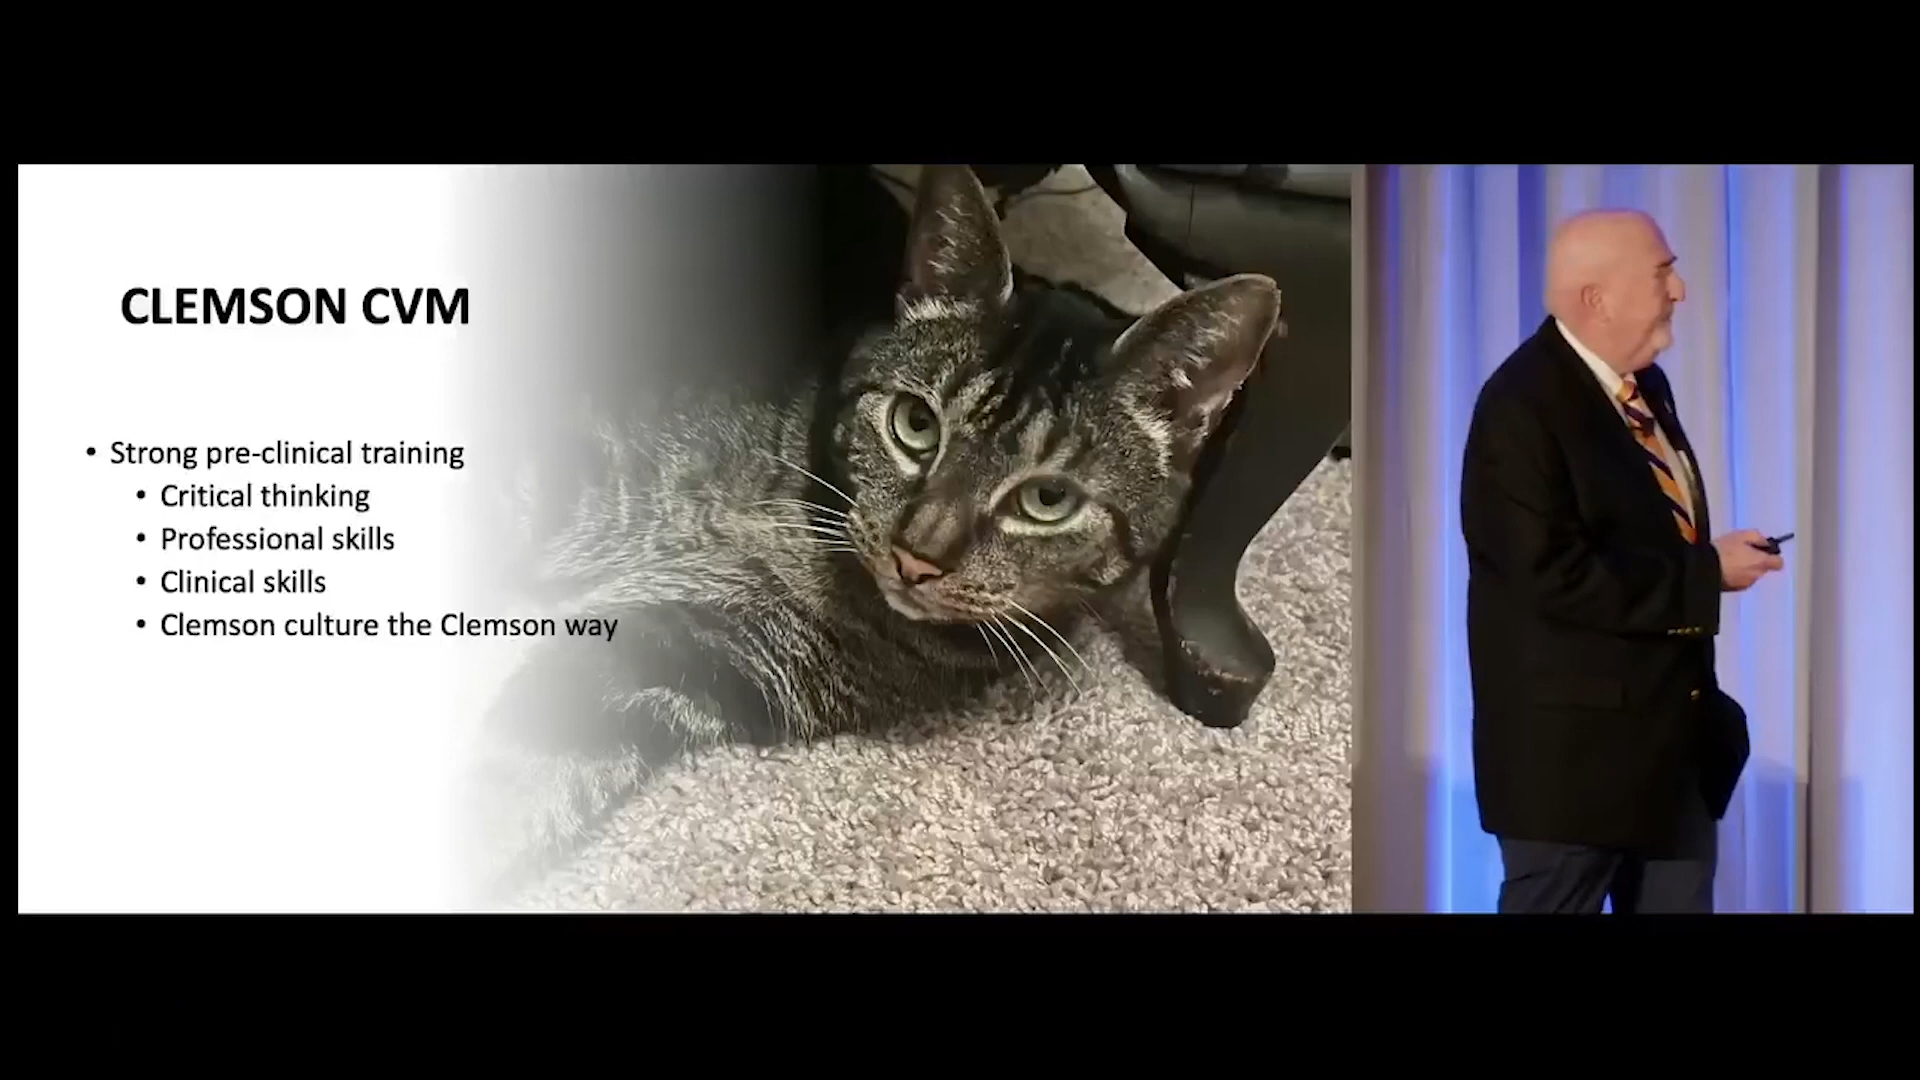 CLEMSON CVM
• Strong pre-clinical training
• Critical thinking
• Professional skills
• Clinical skills
• Clemson culture the Clemson way